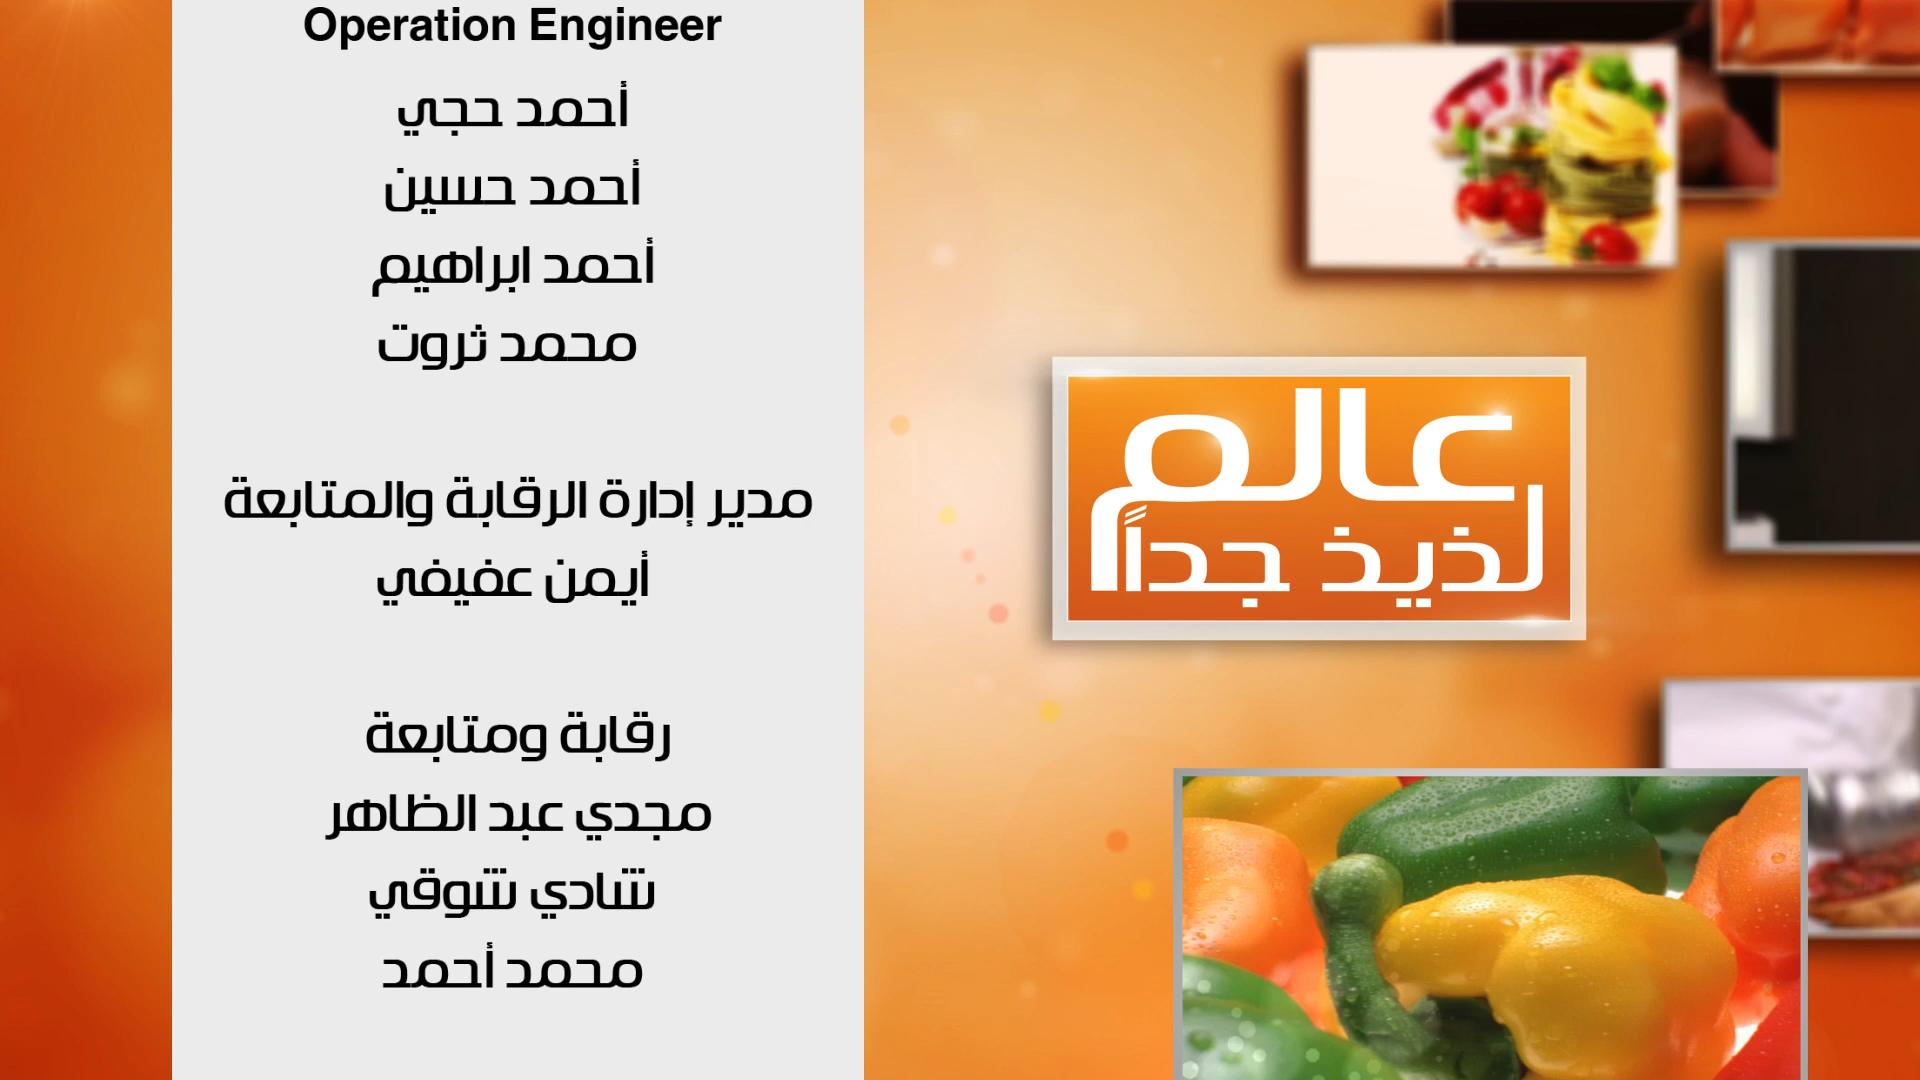 Operation Engineer
أحمد حجي
أحمد حسين
أحمد ابراهيم
محمد ثروت
مدير إدارة الرقابة والمتابعة
أيمن عفيفي
رقابة ومتابعة
مجدي عبد الظاهر
شادي شوقي
محمد أحمد
عالم
لذيذ جداً